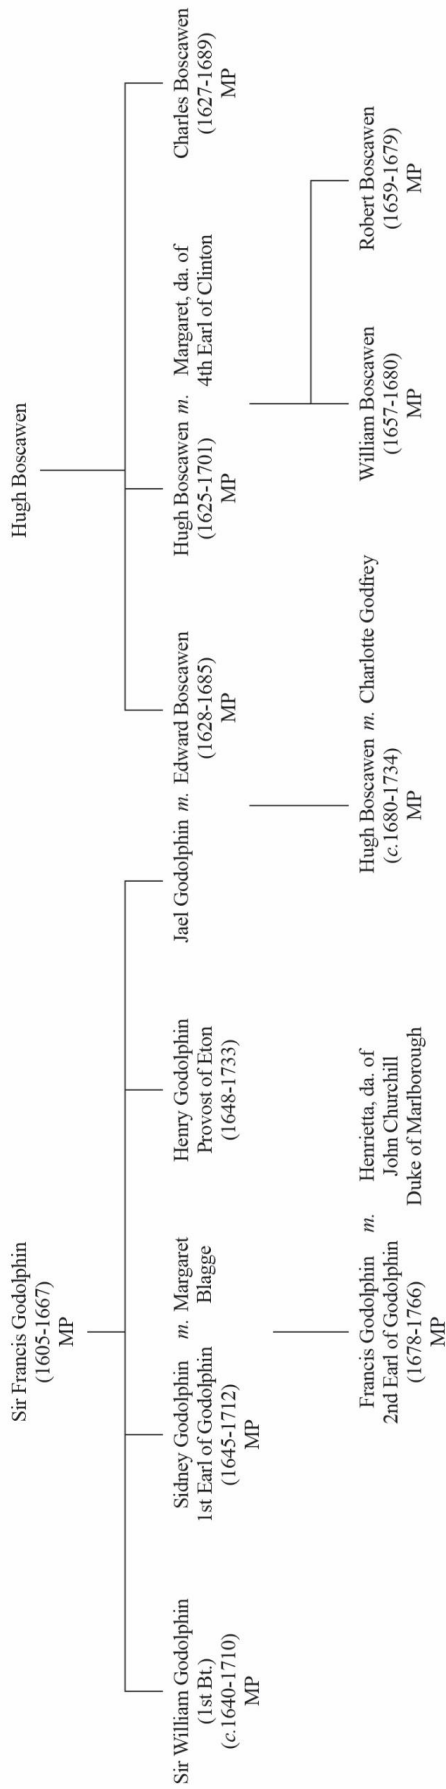 Sir Francis Godolphin
(1605-1667)
MP
Hugh Boscawen
Sir William Godolphin
(1st Bt.)
(c.1640-1710)
MP
Sidney Godolphin
1st Earl of Godolphin
(1645-1712)
MP
m. Margaret
Blagge
Henry Godolphin
Provost of Eton
(1648-1733)
Jael Godolphin m. Edward Boscawen
(1628-1685)
MP
Hugh Boscawen m.
(1625-1701)
MP
Margaret, da. of
4th Earl of Clinton
Charles Boscawen
(1627-1689)
MP
Francis Godolphin m.
2nd Earl of Godolphin
(1678-1766)
MP
Henrietta, da. of
John Churchill
Duke of Marlborough
Hugh Boscawen m. Charlotte Godfrey
(c.1680-1734)
MP
William Boscawen
(1657-1680)
MP
Robert Boscawen
(1659-1679)
MP